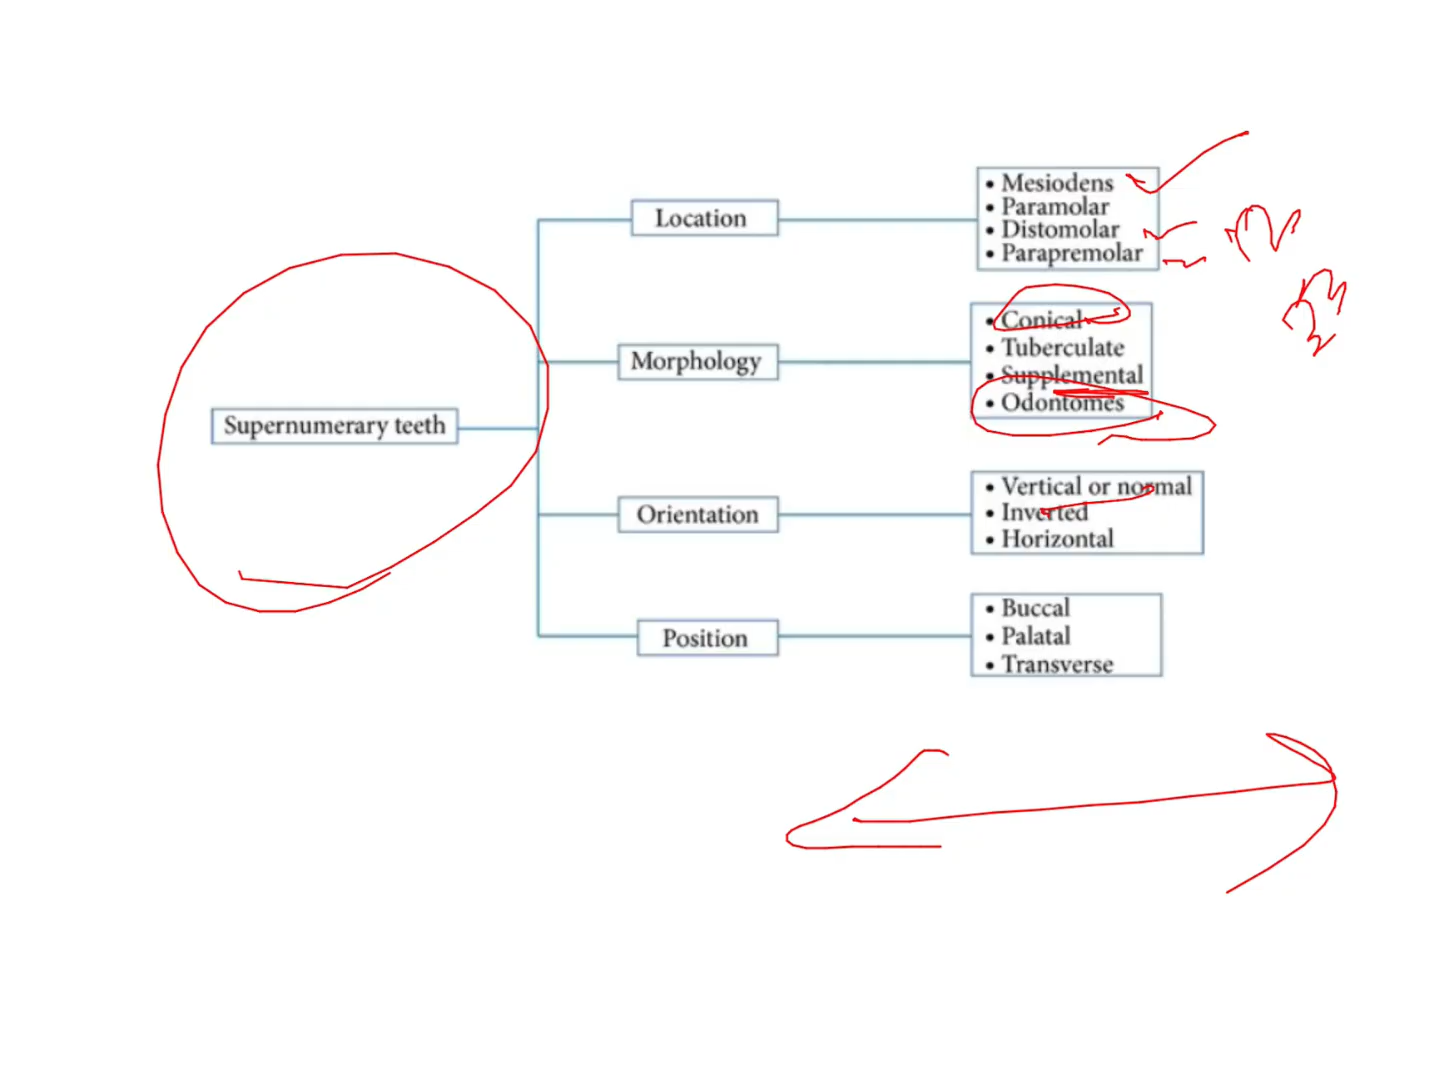 Supernumerary teeth
Location
• Mesiodens
• Paramolar
• Distomolar
• Parapremolar
Morphology
• Conical
• Tuberculate
• Supplemental
• Odontomes
Orientation
• Vertical or normal
• Inverted
• Horizontal
Position
• Buccal
• Palatal
• Transverse